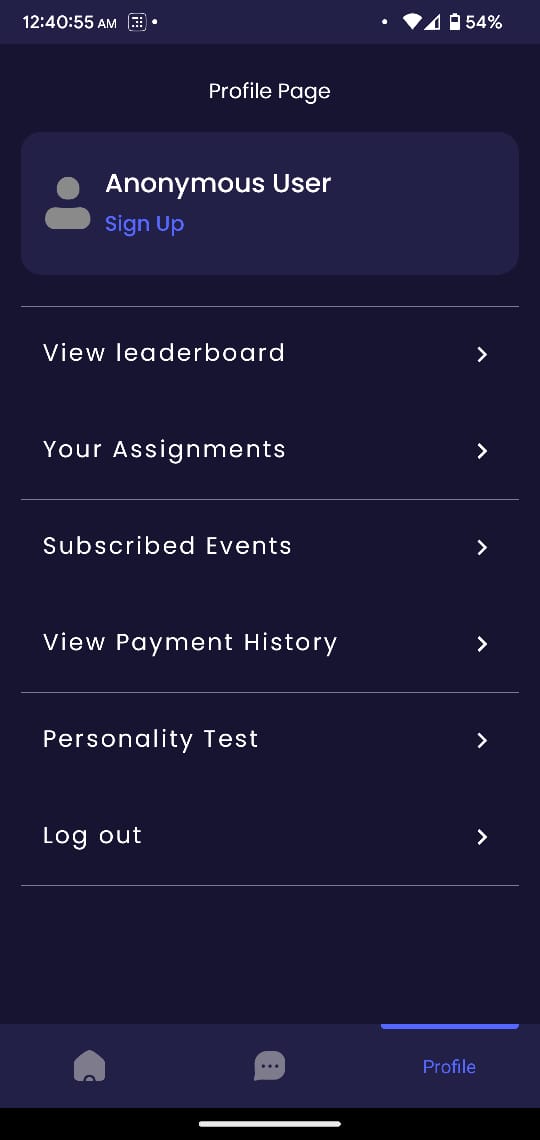 12:40:55 AM
54%
Profile Page
Anonymous User
Sign Up
View leaderboard
Your Assignments
Subscribed Events
View Payment History
Personality Test
Log out
Profile